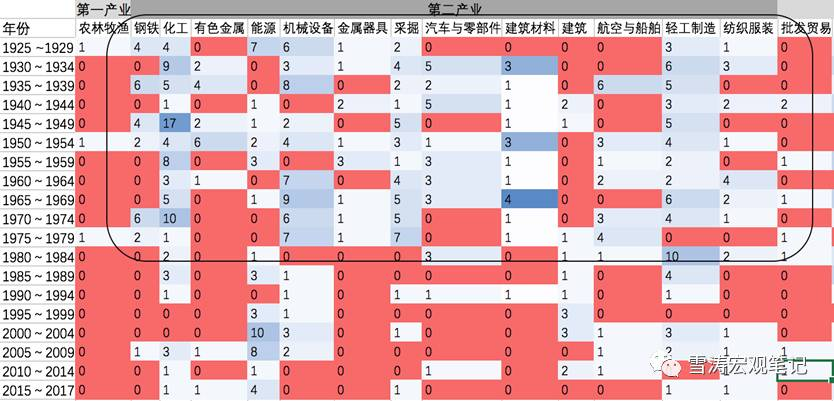 第一产业 第二产业
年份 农林牧渔 钢铁 化工 有色金属 能源 机械设备 金属器具 采掘 汽车与零部件 建筑材料 建筑 航空与船舶 轻工制造 纺织服装 批发贸易
1925~1929 1 4 4 0 7 6 1 2 0 0 0 0 3 1 0
1930~1934 0 0 9 2 0 3 1 4 5 3 0 0 6 3 0
1935~1939 0 6 5 4 0 8 0 2 2 1 0 6 5 0 0
1940~1944 0 0 1 0 1 0 2 1 5 1 2 0 3 2 2
1945~1949 0 4 17 2 1 2 0 5 0 1 1 0 5 0 0
1950~1954 1 2 4 6 2 4 1 3 1 3 0 3 4 1 0
1955~1959 0 0 8 0 3 0 3 1 3 1 0 1 2 0 1
1960~1964 0 0 3 1 0 7 0 4 3 1 0 2 2 4 0
1965~1969 0 0 5 0 1 9 1 5 3 4 0 0 6 2 1
1970~1974 0 6 10 0 0 6 1 5 0 1 0 3 4 1 0
1975~1979 1 2 1 0 0 7 1 7 0 1 1 4 0 0 1
1980~1984 0 0 2 0 1 0 0 0 3 0 1 1 10 2 1
1985~1989 0 0 3 0 3 1 0 0 0 0 0 0 4 1 0
1990~1994 0 0 1 0 0 1 0 1 1 1 1 0 1 1 0
1995~1999 0 0 0 0 3 1 0 0 0 0 3 0 0 0 0
2000~2004 0 0 1 0 10 3 0 1 0 0 3 1 3 1 0
2005~2009 0 1 3 1 8 2 0 0 0 0 0 1 2 1 1
2010~2014 0 0 1 0 1 0 0 0 1 0 2 1
雪涛宏观笔记
2015~2017 0 0 1 1 4 0 0 1 0 0 0 0 1 1 0